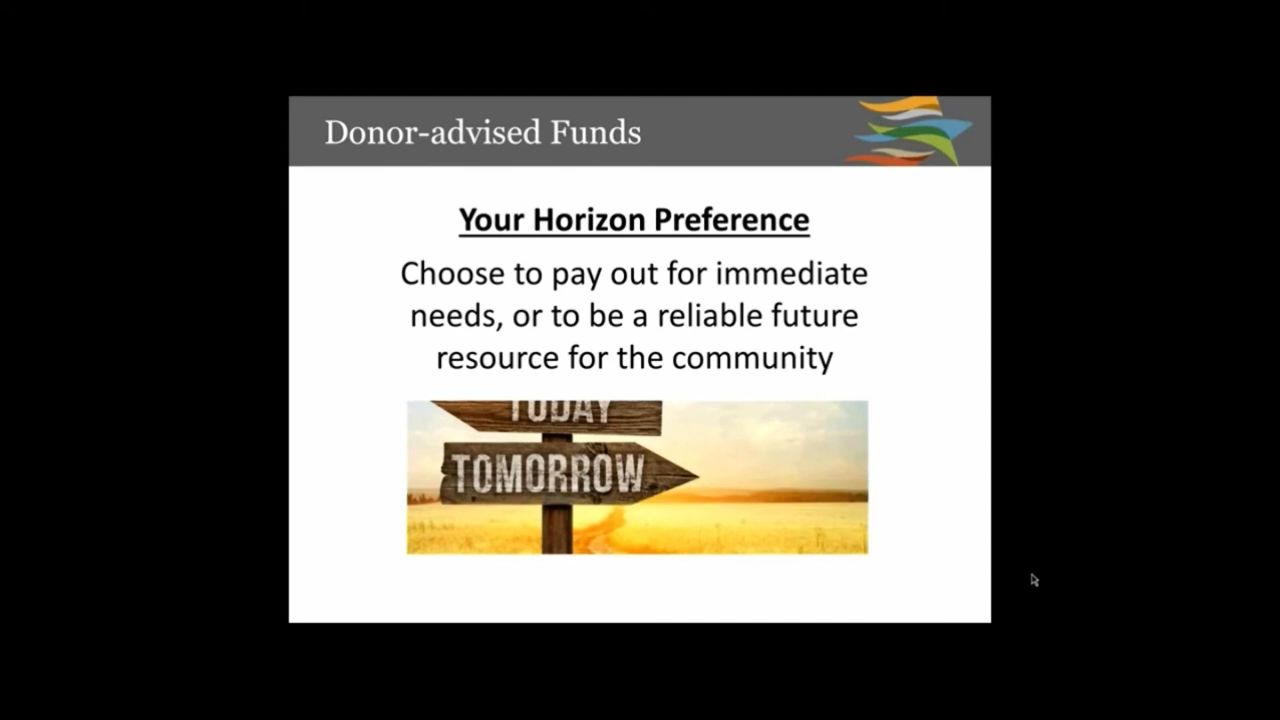 Donor-advised Funds
Your Horizon Preference
Choose to pay out for immediate
needs, or to be a reliable future
resource for the community
TODAY
TOMORROW